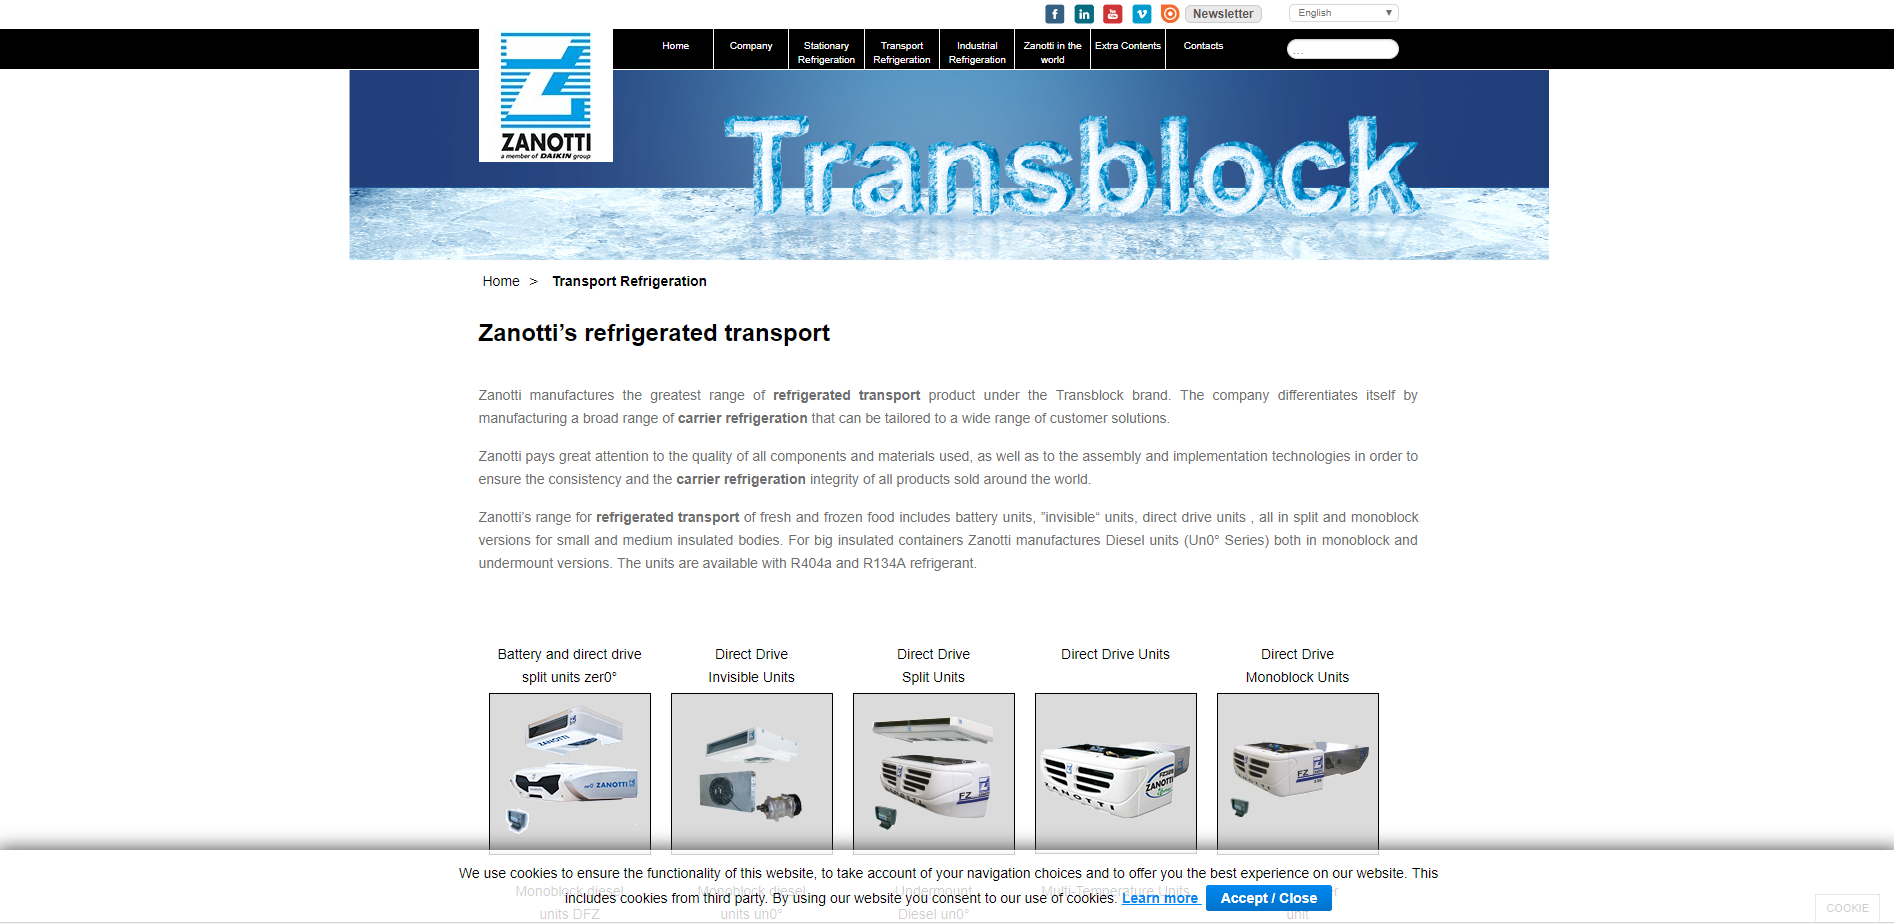 Newsletter
English
Home
Company
Stationary
Refrigeration
Transport
Refrigeration
Industrial
Refrigeration
Zanotti in the
world
Extra Contents
Contacts
...
ZANOTTI
a member of DAIKIN group
Transblock
Home > Transport Refrigeration
Zanotti’s refrigerated transport
Zanotti manufactures the greatest range of refrigerated transport product under the Transblock brand. The company differentiates itself by
manufacturing a broad range of carrier refrigeration that can be tailored to a wide range of customer solutions.
Zanotti pays great attention to the quality of all components and materials used, as well as to the assembly and implementation technologies in order to
ensure the consistency and the carrier refrigeration integrity of all products sold around the world.
Zanotti’s range for refrigerated transport of fresh and frozen food includes battery units, ”invisible“ units, direct drive units , all in split and monoblock
versions for small and medium insulated bodies. For big insulated containers Zanotti manufactures Diesel units (Un0° Series) both in monoblock and
undermount versions. The units are available with R404a and R134A refrigerant.
Battery and direct drive
split units zer0°
Direct Drive
Invisible Units
Direct Drive
Split Units
Direct Drive Units
Direct Drive
Monoblock Units
ZANOTTI
ZANOTTI
FZ
ZANOTTI
ZANOTTI
FZ
We use cookies to ensure the functionality of this website, to take account of your navigation choices and to offer you the best experience on our website. This
includes cookies from third party. By using our website you consent to our use of cookies. Learn more Accept / Close
Monoblock diesel
units DFZ
Monoblock diesel
units un0°
Undermount
Diesel un0°
Multi-Temperature Units
unit
COOKIE